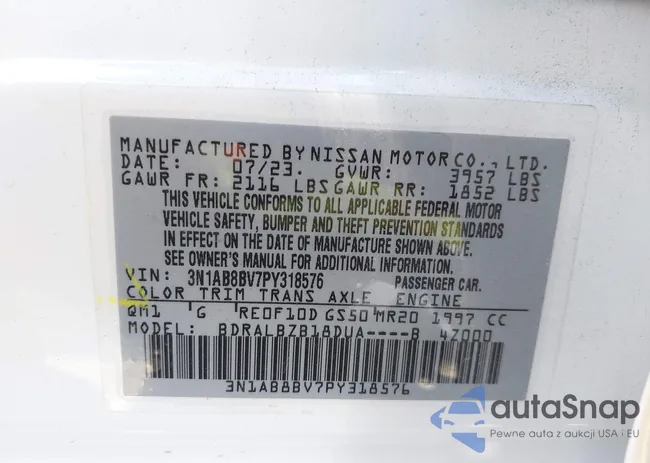 MANUFACTURED BY NISSAN MOTOR CO., LTD.
DATE: 07/23. GVWR: 3957 LBS
GAWR FR: 2116 LBS GAWR RR: 1852 LBS
THIS VEHICLE CONFORMS TO ALL APPLICABLE FEDERAL MOTOR
VEHICLE SAFETY, BUMPER AND THEFT PREVENTION STANDARDS
IN EFFECT ON THE DATE OF MANUFACTURE SHOWN ABOVE.
SEE OWNER'S MANUAL FOR ADDITIONAL INFORMATION.
VIN: 3N1AB8BV7PY318576 PASSENGER CAR.
COLOR TRIM TRANS AXLE ENGINE
QM1 G RE0F10D GS50 MR20 1997 CC
MODEL: BDRALBZB18DUA----B 4Z000
3N1AB8BV7PY318576
autaSnap
Pewne auta z aukcji USA i EU